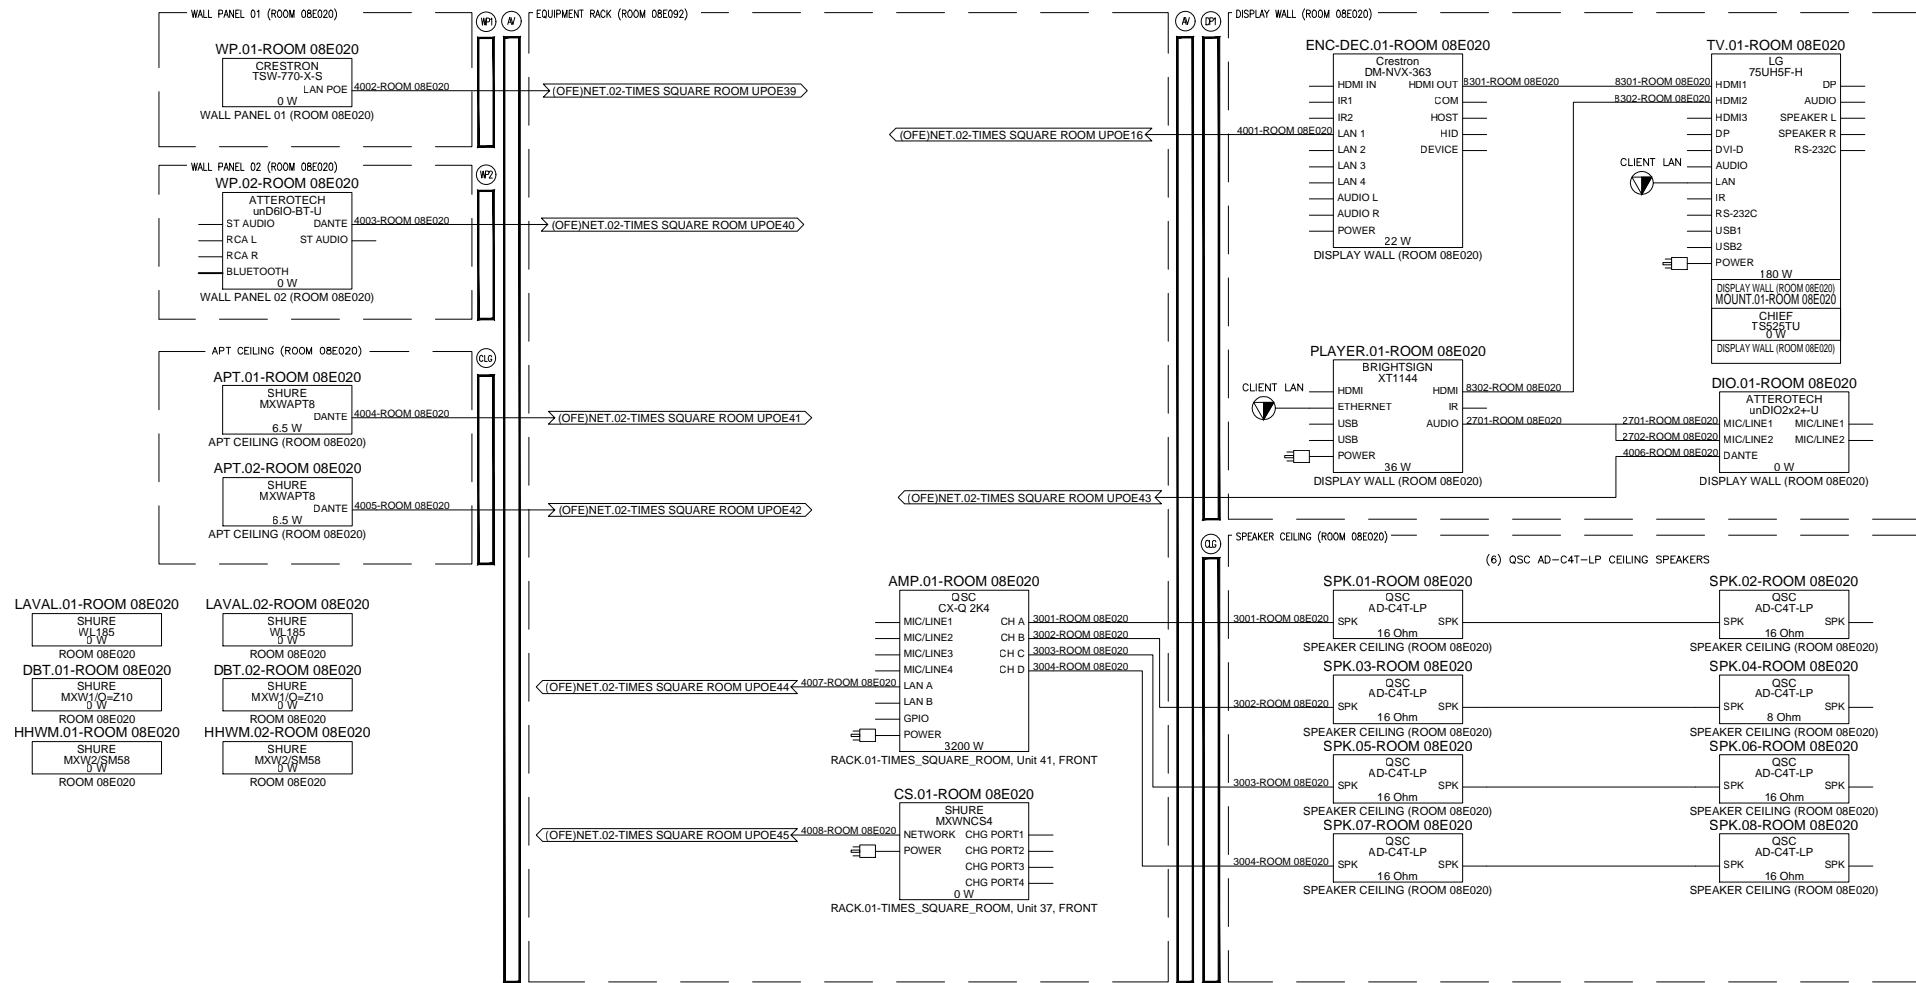 WALL PANEL 01 (ROOM 08E020)
WP.01-ROOM 08E020
CRESTRON
TSW-770-X-S
LAN POE
4002-ROOM 08E020
0 W
WALL PANEL 01 (ROOM 08E020)
WP1
AV
WALL PANEL 02 (ROOM 08E020)
WP.02-ROOM 08E020
ATTEROTECH
unD6IO-BT-U
ST AUDIO DANTE
4003-ROOM 08E020
RCA L ST AUDIO
RCA R
BLUETOOTH
0 W
WALL PANEL 02 (ROOM 08E020)
WP2
APT CEILING (ROOM 08E020)
APT.01-ROOM 08E020
SHURE
MXWAPT8
DANTE
4004-ROOM 08E020
6.5 W
APT CEILING (ROOM 08E020)
APT.02-ROOM 08E020
SHURE
MXWAPT8
DANTE
4005-ROOM 08E020
6.5 W
APT CEILING (ROOM 08E020)
CLG
LAVAL.01-ROOM 08E020
SHURE
WL185
0 W
ROOM 08E020
LAVAL.02-ROOM 08E020
SHURE
WL185
0 W
ROOM 08E020
DBT.01-ROOM 08E020
SHURE
MXW1/O=Z10
0 W
ROOM 08E020
DBT.02-ROOM 08E020
SHURE
MXW1/O=Z10
0 W
ROOM 08E020
HHWM.01-ROOM 08E020
SHURE
MXW2/SM58
0 W
ROOM 08E020
HHWM.02-ROOM 08E020
SHURE
MXW2/SM58
0 W
ROOM 08E020
EQUIPMENT RACK (ROOM 08E092)
(OFE)NET.02-TIMES SQUARE ROOM UPOE39
(OFE)NET.02-TIMES SQUARE ROOM UPOE16
(OFE)NET.02-TIMES SQUARE ROOM UPOE40
(OFE)NET.02-TIMES SQUARE ROOM UPOE41
(OFE)NET.02-TIMES SQUARE ROOM UPOE43
(OFE)NET.02-TIMES SQUARE ROOM UPOE42
AMP.01-ROOM 08E020
QSC
CX-Q 2K4
MIC/LINE1 CH A
3001-ROOM 08E020
MIC/LINE2 CH B
3002-ROOM 08E020
MIC/LINE3 CH C
3003-ROOM 08E020
MIC/LINE4 CH D
3004-ROOM 08E020
(OFE)NET.02-TIMES SQUARE ROOM UPOE44
4007-ROOM 08E020
LAN A
LAN B
GPIO
POWER
3200 W
RACK.01-TIMES_SQUARE_ROOM, Unit 41, FRONT
CS.01-ROOM 08E020
SHURE
MXWNCS4
(OFE)NET.02-TIMES SQUARE ROOM UPOE45
4008-ROOM 08E020
NETWORK CHG PORT1
POWER CHG PORT2
CHG PORT3
CHG PORT4
0 W
RACK.01-TIMES_SQUARE_ROOM, Unit 37, FRONT
AV
DP1
DISPLAY WALL (ROOM 08E020)
ENC-DEC.01-ROOM 08E020
Crestron
DM-NVX-363
HDMI IN HDMI OUT
8301-ROOM 08E020
IR1 COM
IR2 HOST
4001-ROOM 08E020
LAN 1 HID
LAN 2 DEVICE
LAN 3
LAN 4
AUDIO L
AUDIO R
POWER
22 W
DISPLAY WALL (ROOM 08E020)
TV.01-ROOM 08E020
LG
75UH5F-H
8301-ROOM 08E020
HDMI1 DP
8302-ROOM 08E020
HDMI2 AUDIO
HDMI3 SPEAKER L
DP SPEAKER R
DVI-D RS-232C
CLIENT LAN
AUDIO
LAN
IR
RS-232C
USB1
USB2
POWER
180 W
DISPLAY WALL (ROOM 08E020)
MOUNT.01-ROOM 08E020
CHIEF
TS525TU
0 W
DISPLAY WALL (ROOM 08E020)
PLAYER.01-ROOM 08E020
BRIGHTSIGN
XT1144
CLIENT LAN
HDMI HDMI
8302-ROOM 08E020
ETHERNET IR
USB AUDIO
2701-ROOM 08E020
USB
POWER
36 W
DISPLAY WALL (ROOM 08E020)
DIO.01-ROOM 08E020
ATTEROTECH
unDIO2x2+-U
2701-ROOM 08E020
MIC/LINE1 MIC/LINE1
2702-ROOM 08E020
MIC/LINE2 MIC/LINE2
4006-ROOM 08E020
DANTE
0 W
DISPLAY WALL (ROOM 08E020)
CLG
SPEAKER CEILING (ROOM 08E020)
(6) QSC AD-C4T-LP CEILING SPEAKERS
SPK.01-ROOM 08E020
QSC
AD-C4T-LP
3001-ROOM 08E020
SPK SPK
16 Ohm
SPEAKER CEILING (ROOM 08E020)
SPK.02-ROOM 08E020
QSC
AD-C4T-LP
SPK SPK
16 Ohm
SPEAKER CEILING (ROOM 08E020)
SPK.03-ROOM 08E020
QSC
AD-C4T-LP
3002-ROOM 08E020
SPK SPK
16 Ohm
SPEAKER CEILING (ROOM 08E020)
SPK.04-ROOM 08E020
QSC
AD-C4T-LP
SPK SPK
8 Ohm
SPEAKER CEILING (ROOM 08E020)
SPK.05-ROOM 08E020
QSC
AD-C4T-LP
3003-ROOM 08E020
SPK SPK
16 Ohm
SPEAKER CEILING (ROOM 08E020)
SPK.06-ROOM 08E020
QSC
AD-C4T-LP
SPK SPK
16 Ohm
SPEAKER CEILING (ROOM 08E020)
SPK.07-ROOM 08E020
QSC
AD-C4T-LP
3004-ROOM 08E020
SPK SPK
16 Ohm
SPEAKER CEILING (ROOM 08E020)
SPK.08-ROOM 08E020
QSC
AD-C4T-LP
SPK SPK
16 Ohm
SPEAKER CEILING (ROOM 08E020)